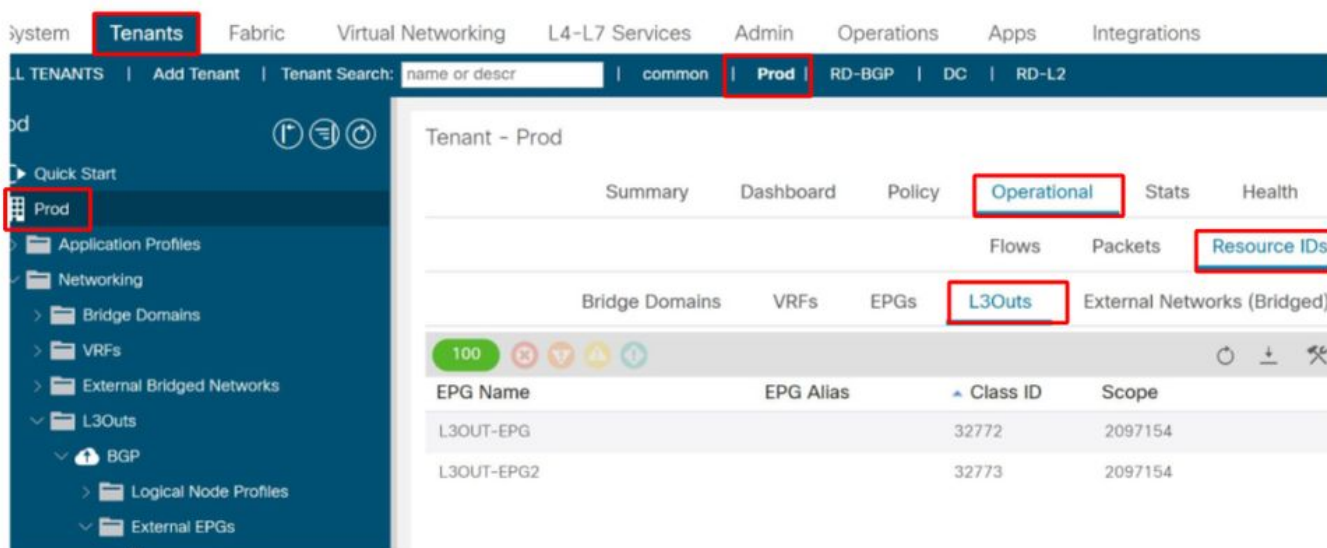 System Tenants Fabric Virtual Networking L4-L7 Services Admin Operations Apps Integrations
LL TENANTS | Add Tenant | Tenant Search: name or descr | common | Prod | RD-BGP | DC | RD-L2
od
Tenant - Prod
Quick Start
Summary Dashboard Policy Operational Stats Health
Prod
Application Profiles
Flows Packets Resource IDs
Networking
Bridge Domains VRFs EPGs L3Outs External Networks (Bridged)
Bridge Domains
VRFs
100
External Bridged Networks
EPG Name EPG Alias Class ID Scope
L3Outs
L3OUT-EPG 32772 2097154
BGP
L3OUT-EPG2 32773 2097154
Logical Node Profiles
External EPGs